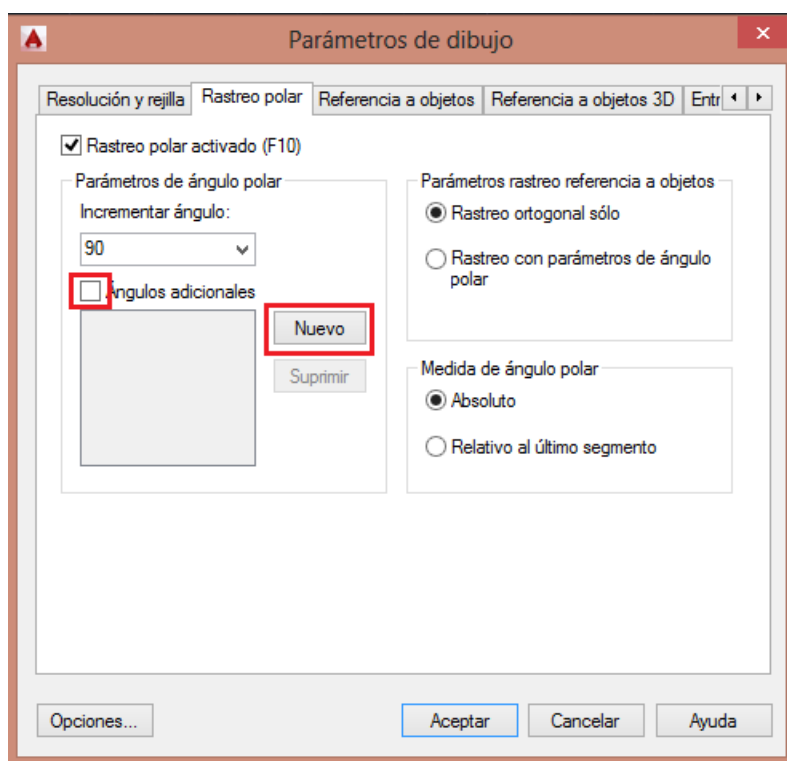 Parámetros de dibujo
Resolución y rejilla Rastreo polar Referencia a objetos Referencia a objetos 3D Entr
Rastreo polar activado (F10)
Parámetros de ángulo polar
Incrementar ángulo:
90
Ángulos adicionales
Nuevo
Suprimir
Parámetros rastreo referencia a objetos
Rastreo ortogonal sólo
Rastreo con parámetros de ángulo
polar
Medida de ángulo polar
Absoluto
Relativo al último segmento
Opciones... Aceptar Cancelar Ayuda